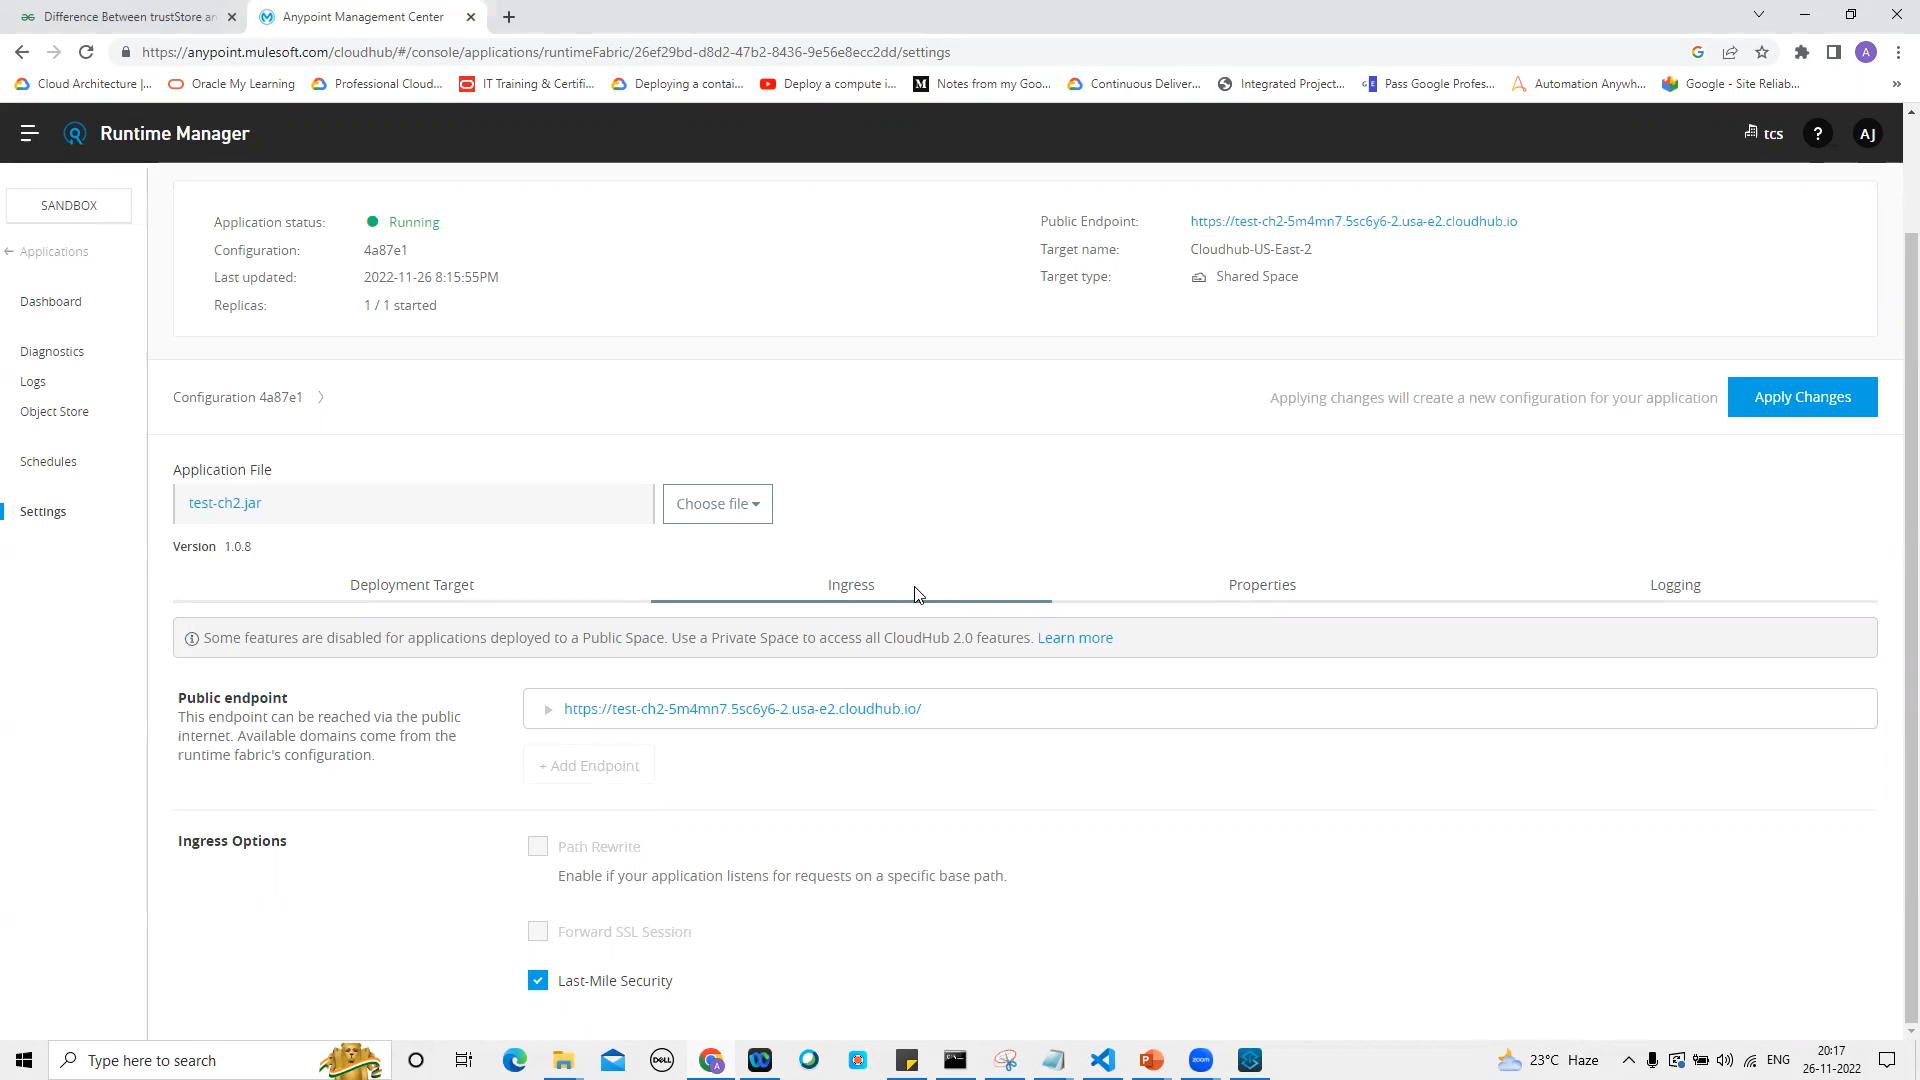 Difference Between trustStore ar
Anypoint Management Center
https://anypoint.mulesoft.com/cloudhub/#/console/applications/runtimeFabric/26ef29bd-d8d2-47b2-8436-9e56e8ecc2dd/settings
A
Cloud Architecture |...
Oracle My Learning
Professional Cloud...
IT Training & Certifi...
Deploying a contai...
Deploy a compute i...
Notes from my Goo...
Continuous Deliver...
Integrated Project...
Pass Google Profes...
Automation Anywh...
Google - Site Reliab...
Runtime Manager
tcs
?
AJ
SANDBOX
Applications
Dashboard
Diagnostics
Logs
Object Store
Schedules
Settings
Application status: Running
Configuration: 4a87e1
Last updated: 2022-11-26 8:15:55PM
Replicas: 1 / 1 started
Public Endpoint: https://test-ch2-5m4mn7.5sc6y6-2.usa-e2.cloudhub.io
Target name: Cloudhub-US-East-2
Target type: Shared Space
Configuration 4a87e1
Applying changes will create a new configuration for your application
Apply Changes
Application File
test-ch2.jar
Choose file
Version 1.0.8
Deployment Target
Ingress
Properties
Logging
Some features are disabled for applications deployed to a Public Space. Use a Private Space to access all CloudHub 2.0 features. Learn more
Public endpoint
This endpoint can be reached via the public
internet. Available domains come from the
runtime fabric's configuration.
https://test-ch2-5m4mn7.5sc6y6-2.usa-e2.cloudhub.io/
+ Add Endpoint
Ingress Options
Path Rewrite
Enable if your application listens for requests on a specific base path.
Forward SSL Session
Last-Mile Security
Type here to search
DELL
zoom
23°C Haze
ENG
20:17
26-11-2022